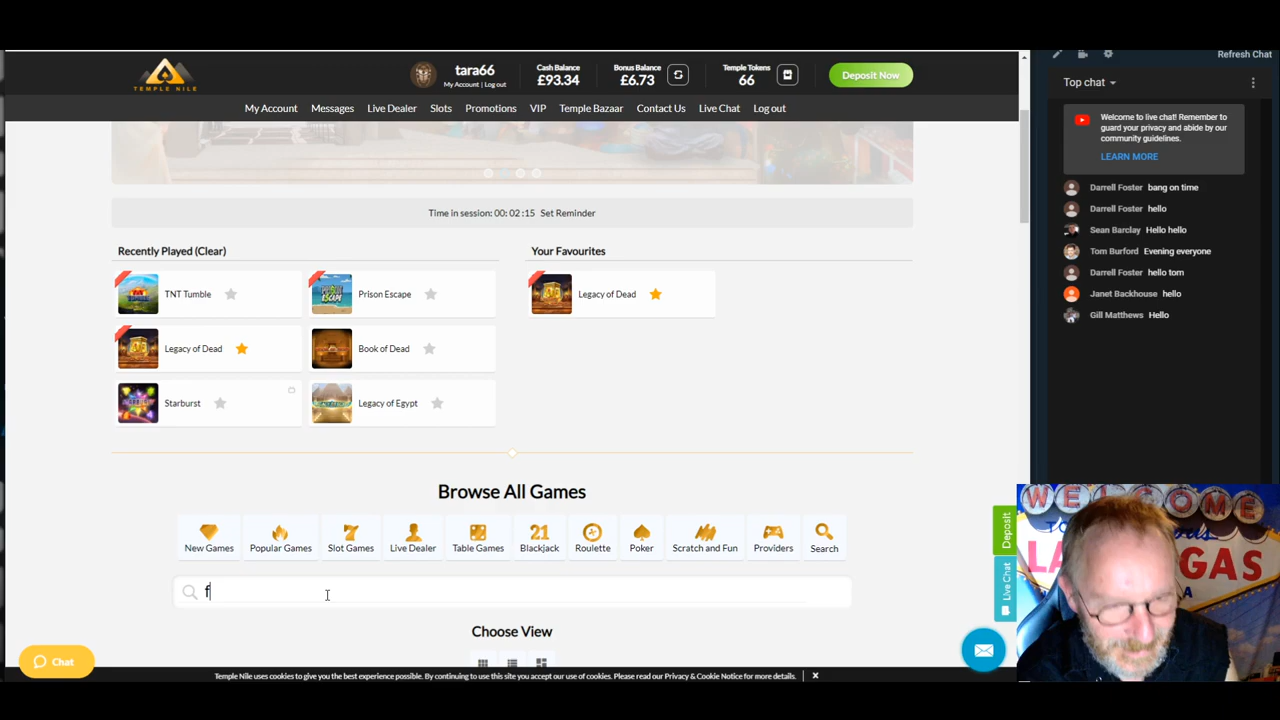 TEMPLE NILE
tara66
My Account | Log out
Cash Balance
£93.34
Bonus Balance
£6.73
Temple Tokens
66
Deposit Now
My Account Messages Live Dealer Slots Promotions VIP Temple Bazaar Contact Us Live Chat Log out
Time in session: 00:02:15 Set Reminder
Recently Played (Clear)
TNT Tumble
Prison Escape
Legacy of Dead
Book of Dead
Starburst
Legacy of Egypt
Your Favourites
Legacy of Dead
Browse All Games
New Games
Popular Games
7
Slot Games
Live Dealer
Table Games
21
Blackjack
Roulette
Poker
Scratch and Fun
Providers
Search
f
Choose View
Deposit
Live Chat
Chat
Temple Nile uses cookies to give you the best experience possible. By continuing to use this site you accept our use of cookies. Please read our Privacy & Cookie Notice for more details.
Refresh Chat
Top chat
Welcome to live chat! Remember to
guard your privacy and abide by our
community guidelines.
LEARN MORE
Darrell Foster bang on time
Darrell Foster hello
Sean Barclay Hello hello
Tom Burford Evening everyone
Darrell Foster hello tom
Janet Backhouse hello
Gill Matthews Hello
WELCOME